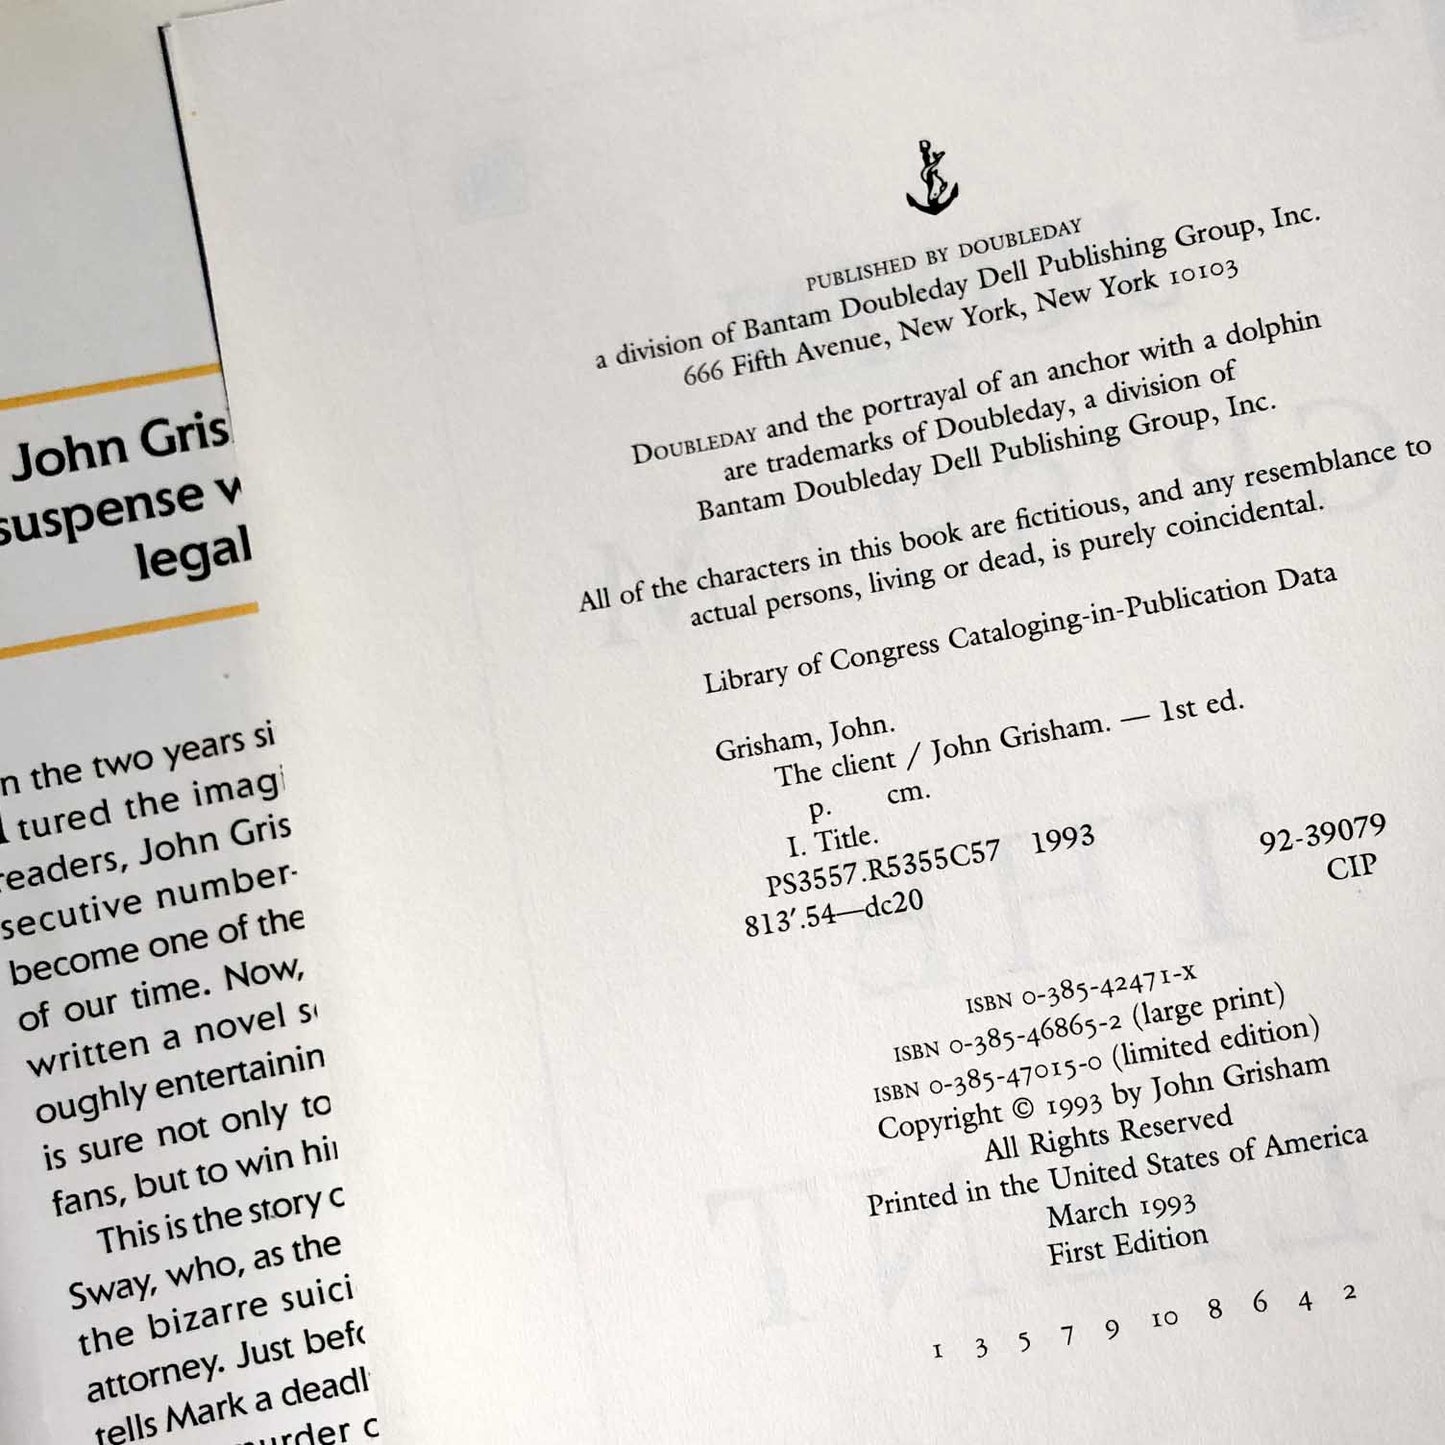 John Gris
suspense w
legal
n the two years si
tured the imagi
readers, John Gris
secutive number-
become one of the
of our time. Now,
written a novel s
oughly entertainin
is sure not only to
fans, but to win hi
This is the story
Sway, who, as the
the bizarre suici
attorney. Just befo
tells Mark a deadl
PUBLISHED BY DOUBLEDAY
a division of Bantam Doubleday Dell Publishing Group, Inc.
666 Fifth Avenue, New York, New York 10103
DOUBLEDAY and the portrayal of an anchor with a dolphin
are trademarks of Doubleday, a division of
Bantam Doubleday Dell Publishing Group, Inc.
All of the characters in this book are fictitious, and any resemblance to
actual persons, living or dead, is purely coincidental.
Library of Congress Cataloging-in-Publication Data
Grisham, John.
The client / John Grisham. — 1st ed.
p. cm.
I. Title.
PS3557.R5355C57 1993 92-39079
813'.54—dc20 CIP
ISBN 0-385-42471-X
ISBN 0-385-46865-2 (large print)
ISBN 0-385-47015-0 (limited edition)
Copyright © 1993 by John Grisham
All Rights Reserved
Printed in the United States of America
March 1993
First Edition
1 3 5 7 9 10 8 6 4 2